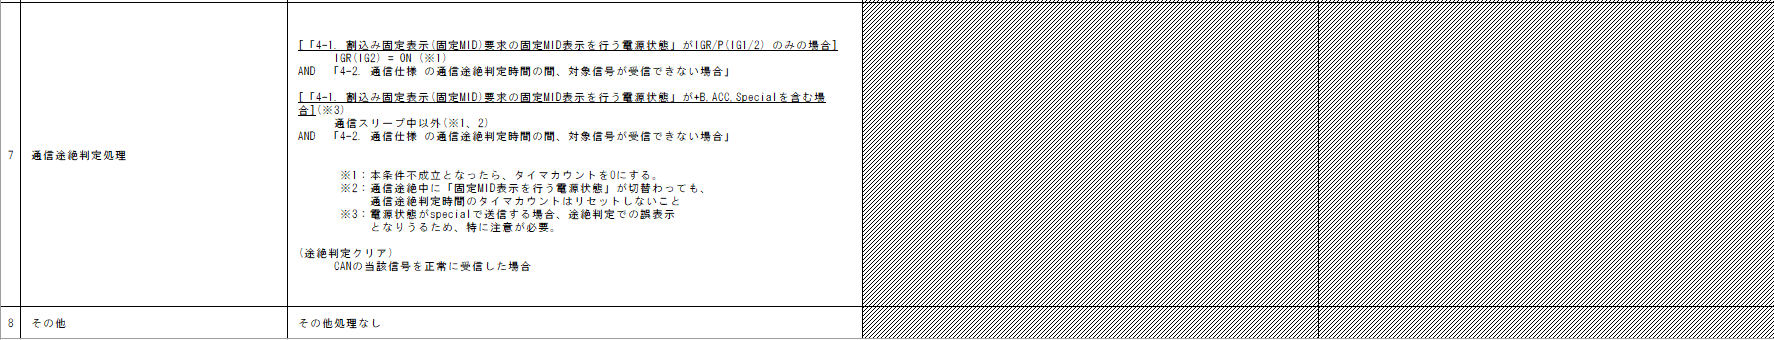 [「4-1. 割込み固定表示(固定MID)要求の固定MID表示を行う電源状態」がIGR/P(IG1/2) のみの場合]
IGR(IG2) = ON (※1)
AND 「4-2. 通信仕様 の通信途絶判定時間の間、対象信号が受信できない場合」
[「4-1. 割込み固定表示(固定MID)要求の固定MID表示を行う電源状態」が+B,ACC,Specialを含む場
合](※3)
通信スリープ中以外(※1、2)
AND 「4-2. 通信仕様 の通信途絶判定時間の間、対象信号が受信できない場合」
7 通信途絶判定処理
※1：本条件不成立となったら、タイマカウントを0にする。
※2：通信途絶中に「固定MID表示を行う電源状態」が切替わっても、
通信途絶判定時間のタイマカウントはリセットしないこと
※3：電源状態がspecialで送信する場合、途絶判定での誤表示
となりうるため、特に注意が必要。
(途絶判定クリア)
CANの当該信号を正常に受信した場合
8 その他 その他処理なし